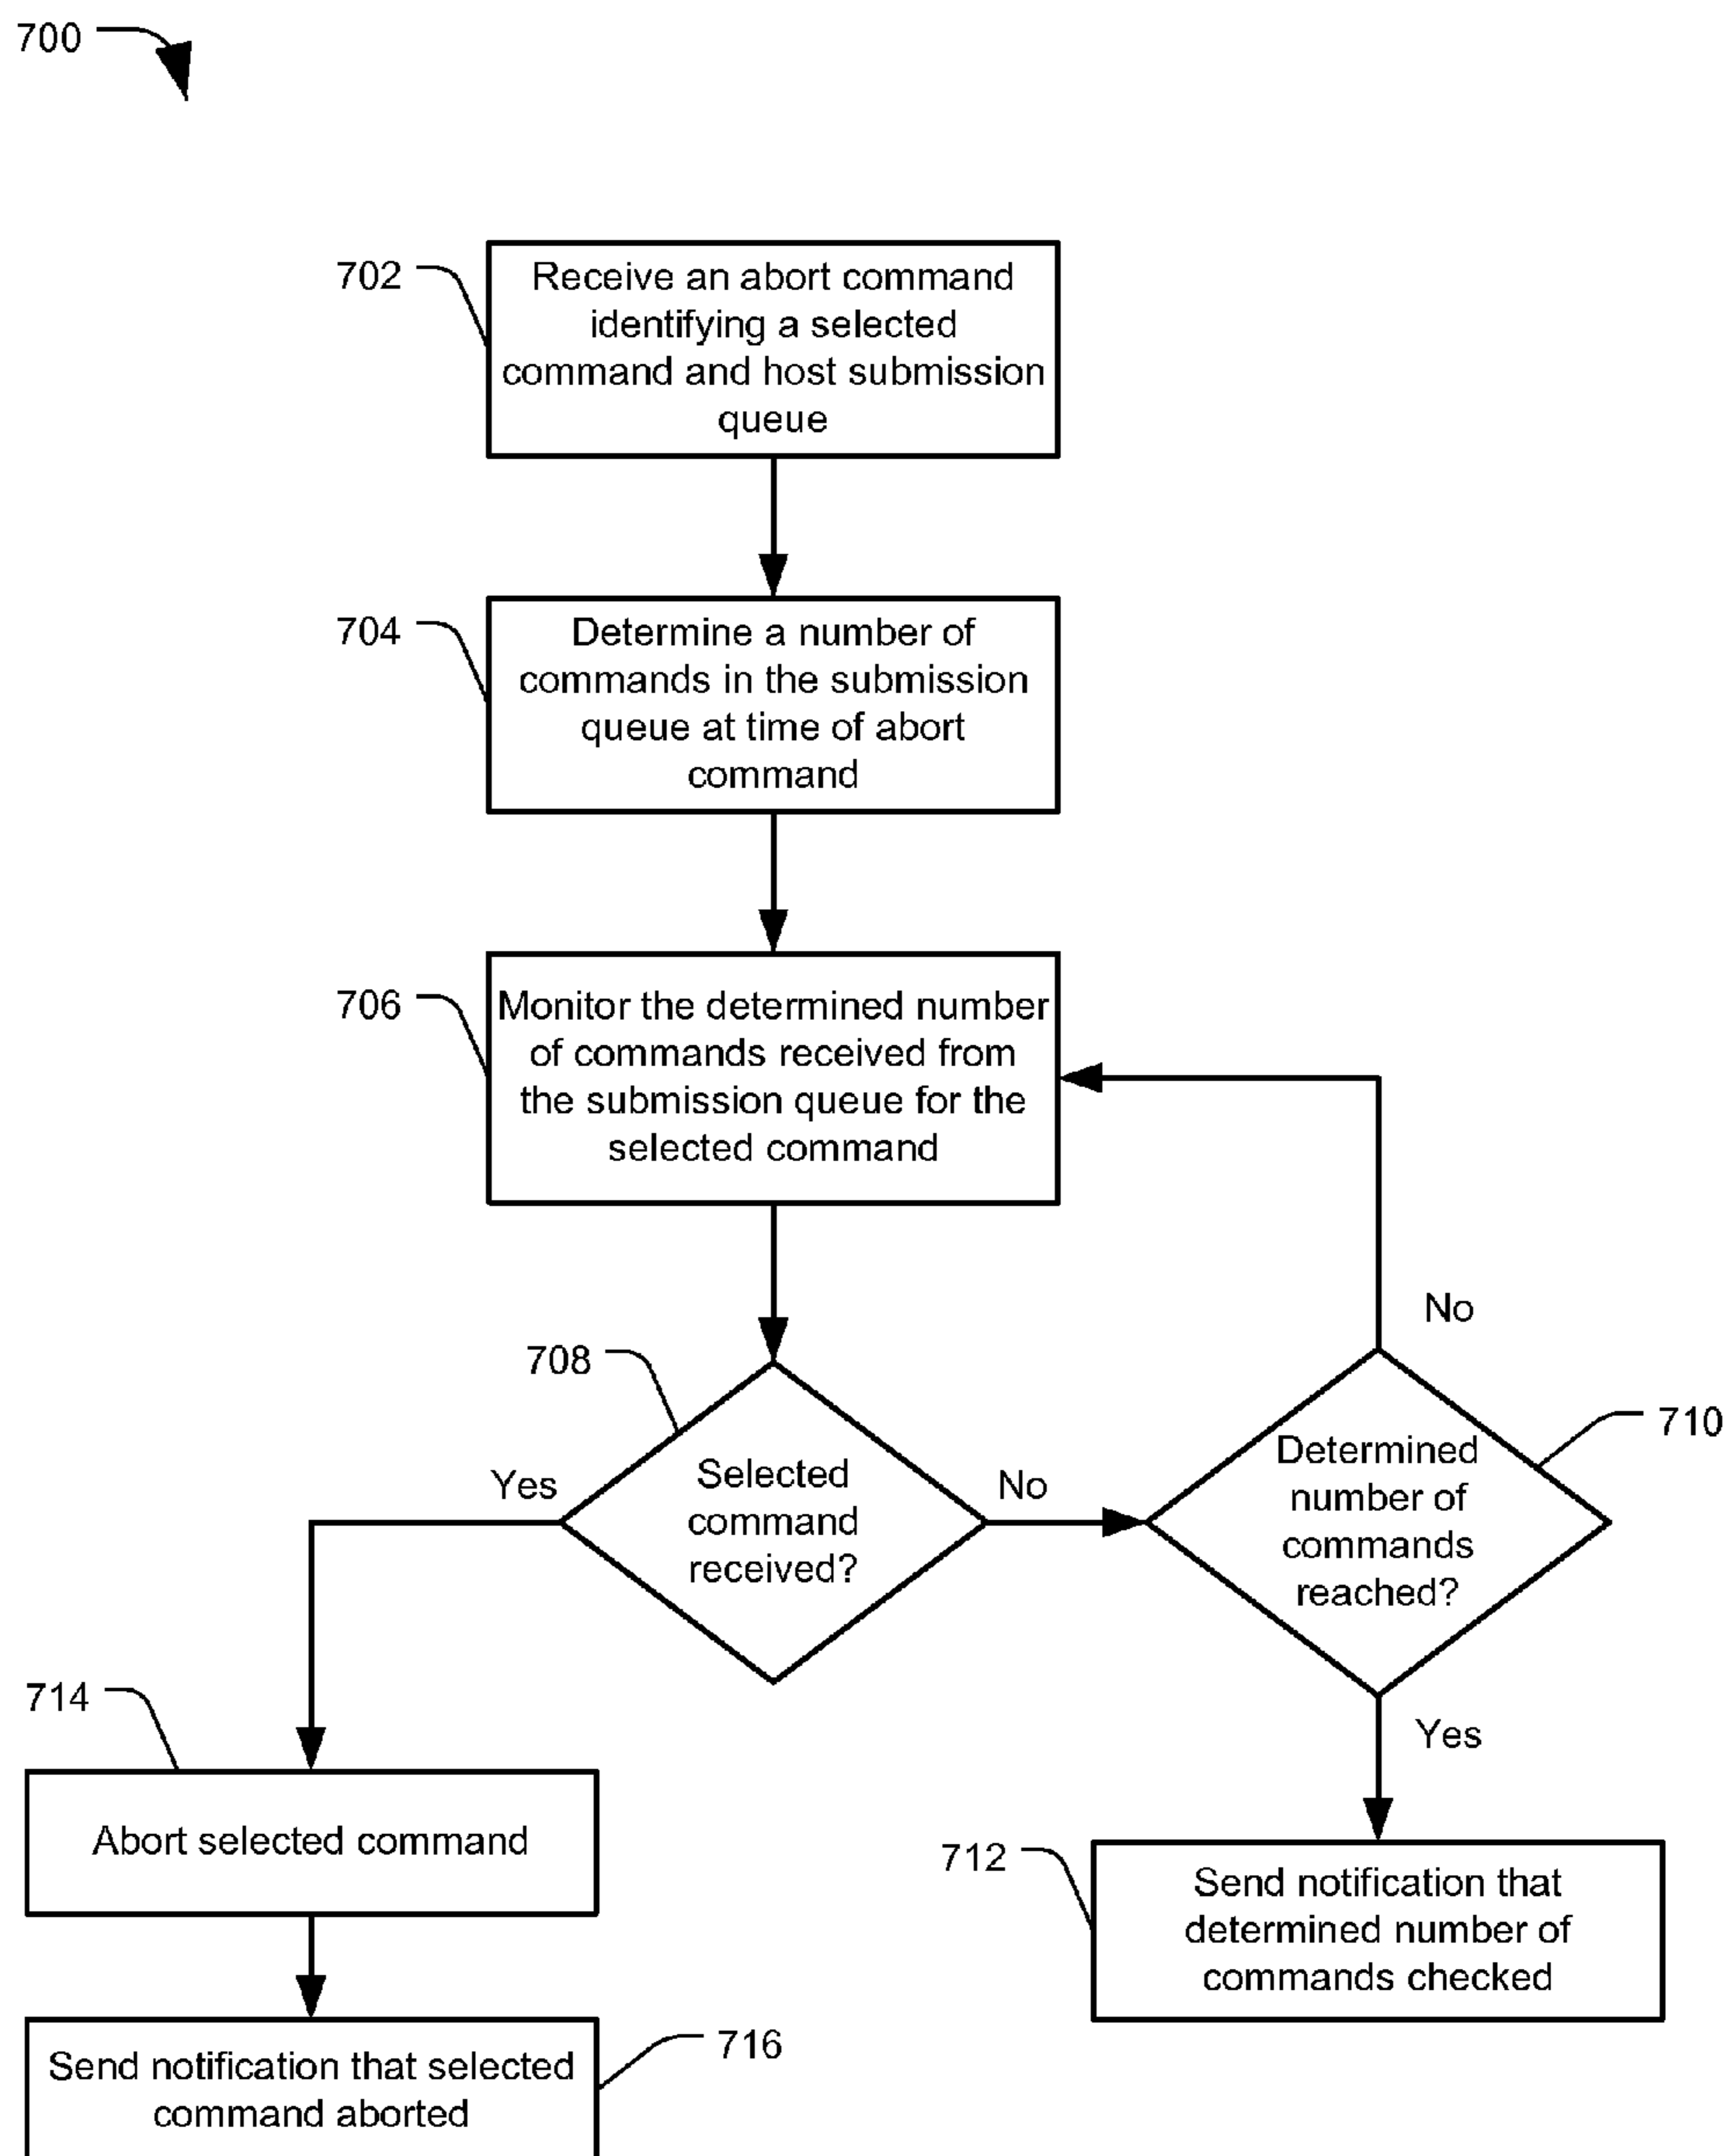 700
702
Receive an abort command
identifying a selected
command and host submission
queue
704
Determine a number of
commands in the submission
queue at time of abort
command
706
Monitor the determined number
of commands received from
the submission queue for the
selected command
No
708
710
Selected
command
received?
Yes
No
Determined
number of
commands
reached?
Yes
714
Abort selected command
712
Send notification that
determined number of
commands checked
716
Send notification that selected
command aborted